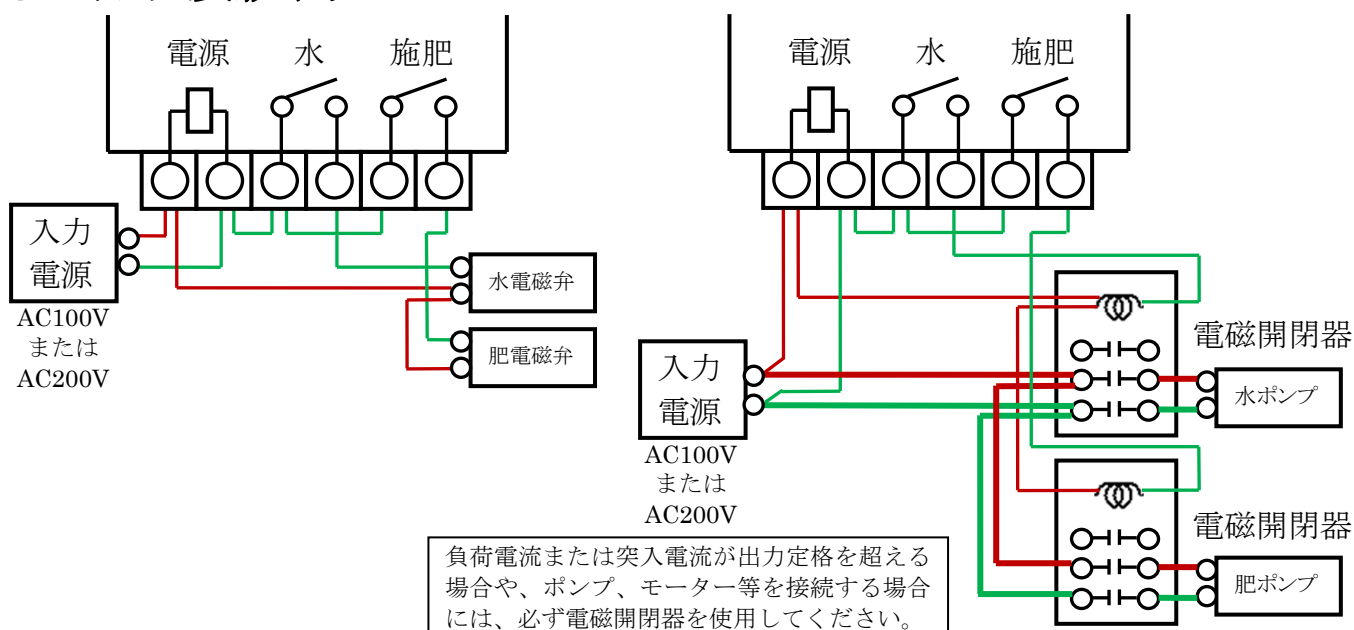 電源 水 施肥
入力
電源
AC100V
または
AC200V
水電磁弁
肥電磁弁
電源 水 施肥
入力
電源
AC100V
または
AC200V
電磁開閉器
水ポンプ
電磁開閉器
肥ポンプ
負荷電流または突入電流が出力定格を超える
場合や、ポンプ、モーター等を接続する場合
には、必ず電磁開閉器を使用してください。